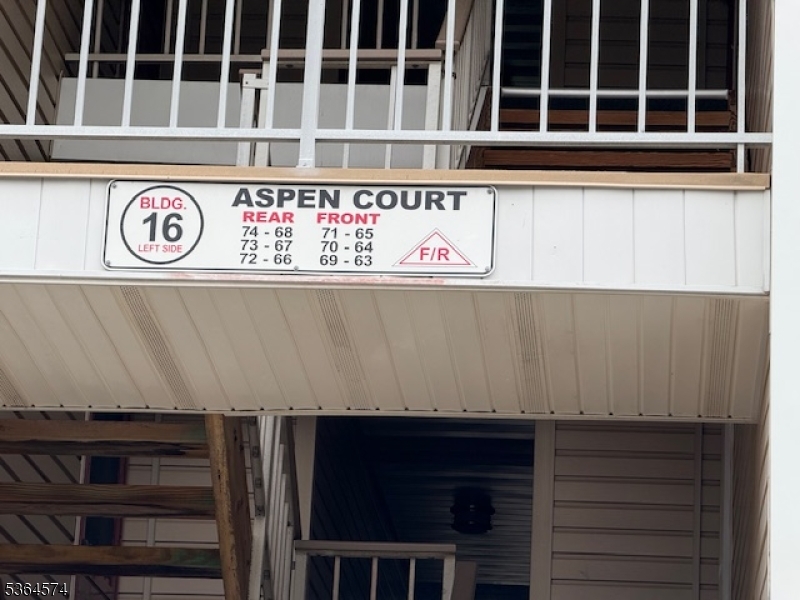 BLDG.
16
LEFT SIDE
ASPEN COURT
REAR FRONT
74 - 68 71 - 65
73 - 67 70 - 64
72 - 66 69 - 63
F/R
5364574